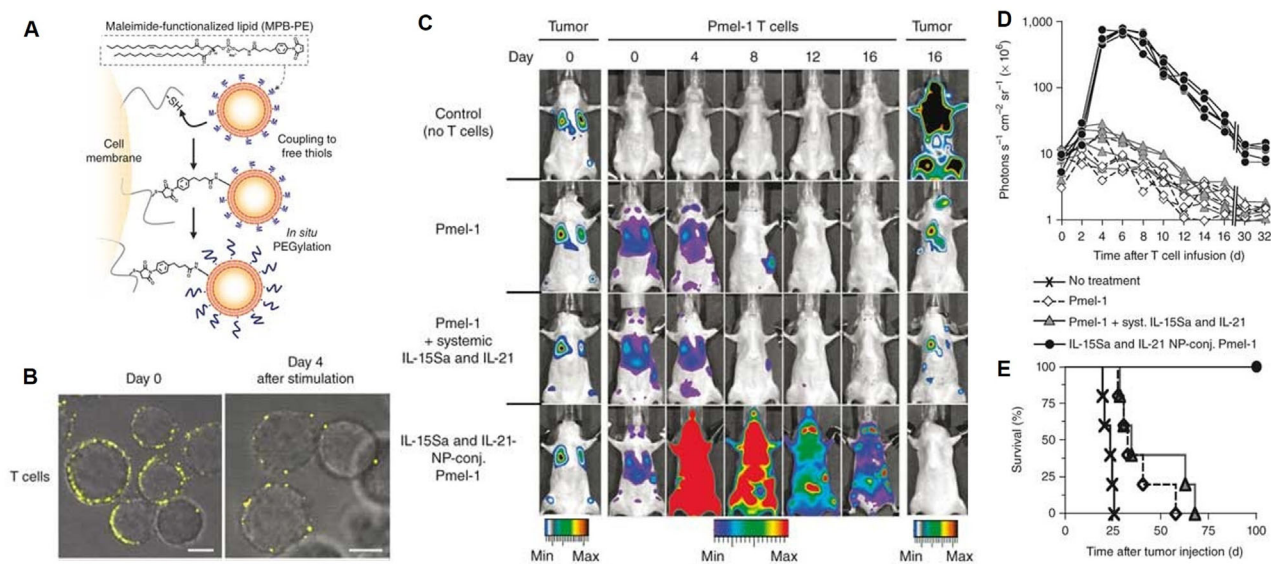 A
Maleimide-functionalized lipid (MPB-PE)
SH
Cell
membrane
Coupling to
free thiols
In situ
PEGylation
B
Day 0
Day 4
after stimulation
T cells
C
Tumor
Pmel-1 T cells
Tumor
Day
0
0
4
8
12
16
16
Control
(no T cells)
Pmel-1
Pmel-1
+ systemic
IL-15Sa and IL-21
IL-15Sa and IL-21-
NP-conj.
Pmel-1
Min
Max
Min
Max
Min
Max
D
Photons s⁻¹ cm⁻² sr⁻¹ (× 10⁶)
1,000
100
10
1
0 2 4 6 8 10 12 14 16 30 32
Time after T cell infusion (d)
No treatment
Pmel-1
Pmel-1 + syst. IL-15Sa and IL-21
IL-15Sa and IL-21 NP-conj. Pmel-1
E
Survival (%)
100
75
50
40
20
0
0 25 50 75 100
Time after tumor injection (d)